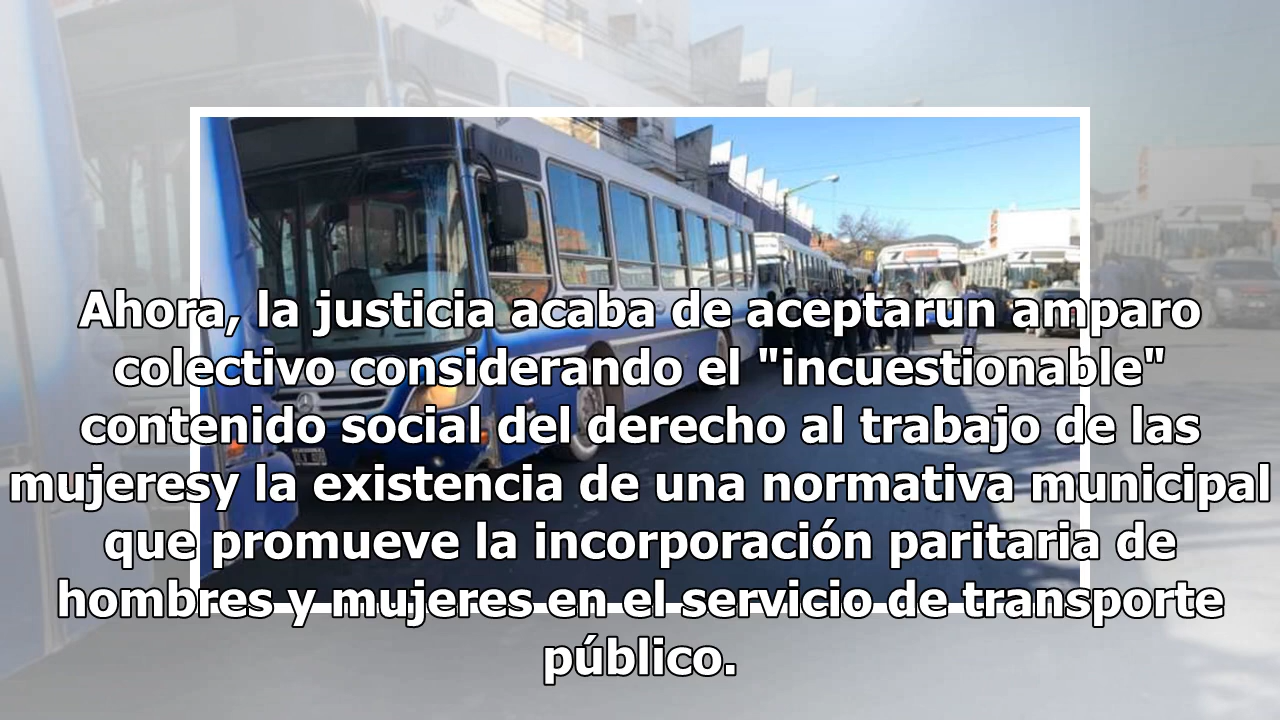 Ahora, la justicia acaba de aceptarun amparo
colectivo considerando el "incuestionable"
contenido social del derecho al trabajo de las
mujeresy la existencia de una normativa municipal
que promueve la incorporación paritaria de
hombres y mujeres en el servicio de transporte
público.